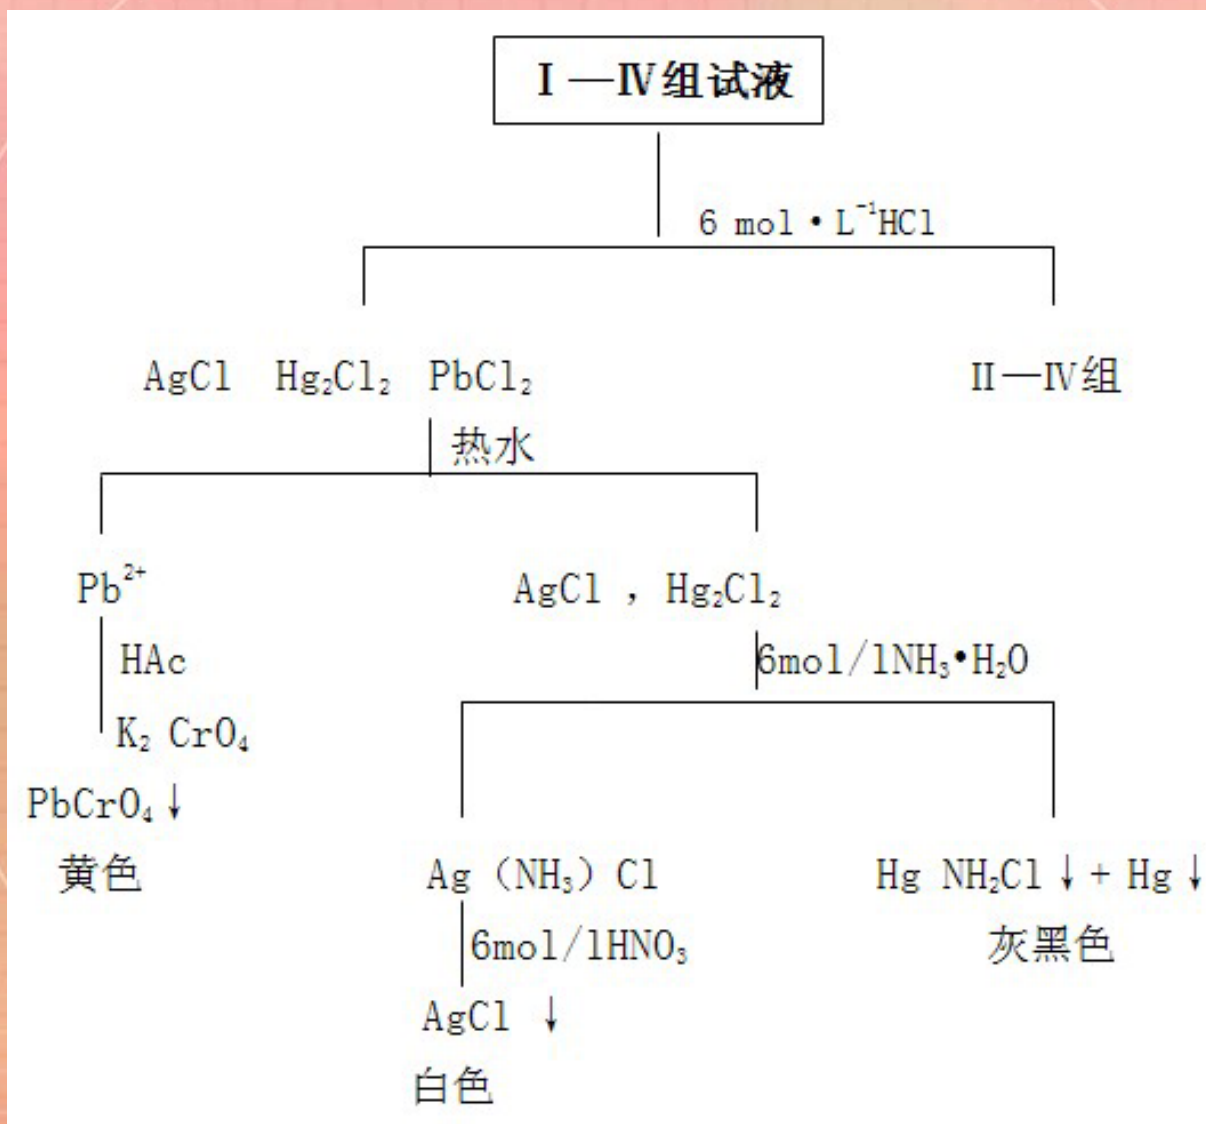 Ⅰ—Ⅳ组试液
6 mol·L⁻¹HCl
AgCl Hg₂Cl₂ PbCl₂ II—Ⅳ组
热水
Pb²⁺ AgCl ，Hg₂Cl₂
HAc 6mol/lNH₃•H₂O
K₂ CrO₄
PbCrO₄↓
黄色 Ag（NH₃）Cl Hg NH₂Cl↓+ Hg↓
6mol/lHNO₃ 灰黑色
AgCl ↓
白色